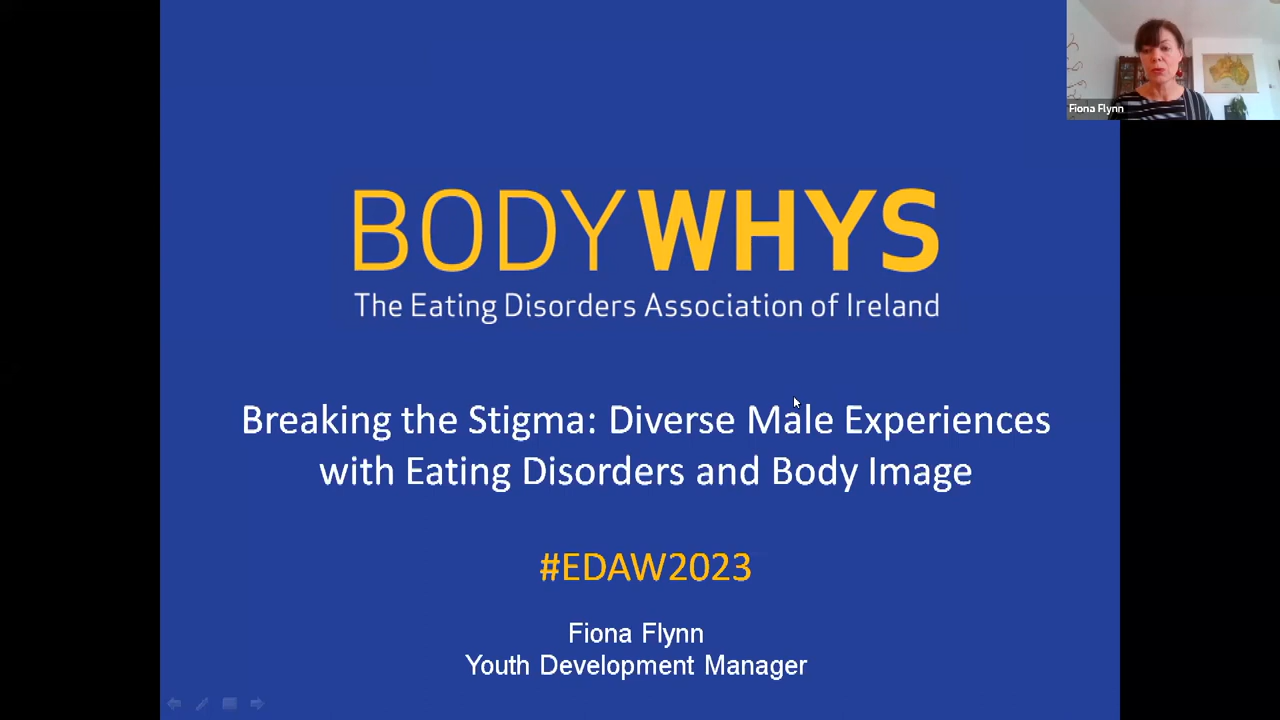 Fiona Flynn
BODYWHYS
The Eating Disorders Association of Ireland
Breaking the Stigma: Diverse Male Experiences
with Eating Disorders and Body Image
#EDAW2023
Fiona Flynn
Youth Development Manager